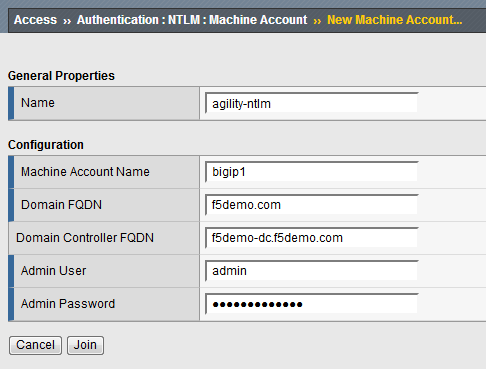 Access ›› Authentication : NTLM : Machine Account ›› New Machine Account...
General Properties
Name agility-ntlm
Configuration
Machine Account Name bigip1
Domain FQDN f5demo.com
Domain Controller FQDN f5demo-dc.f5demo.com
Admin User admin
Admin Password •••••••••••••
Cancel Join